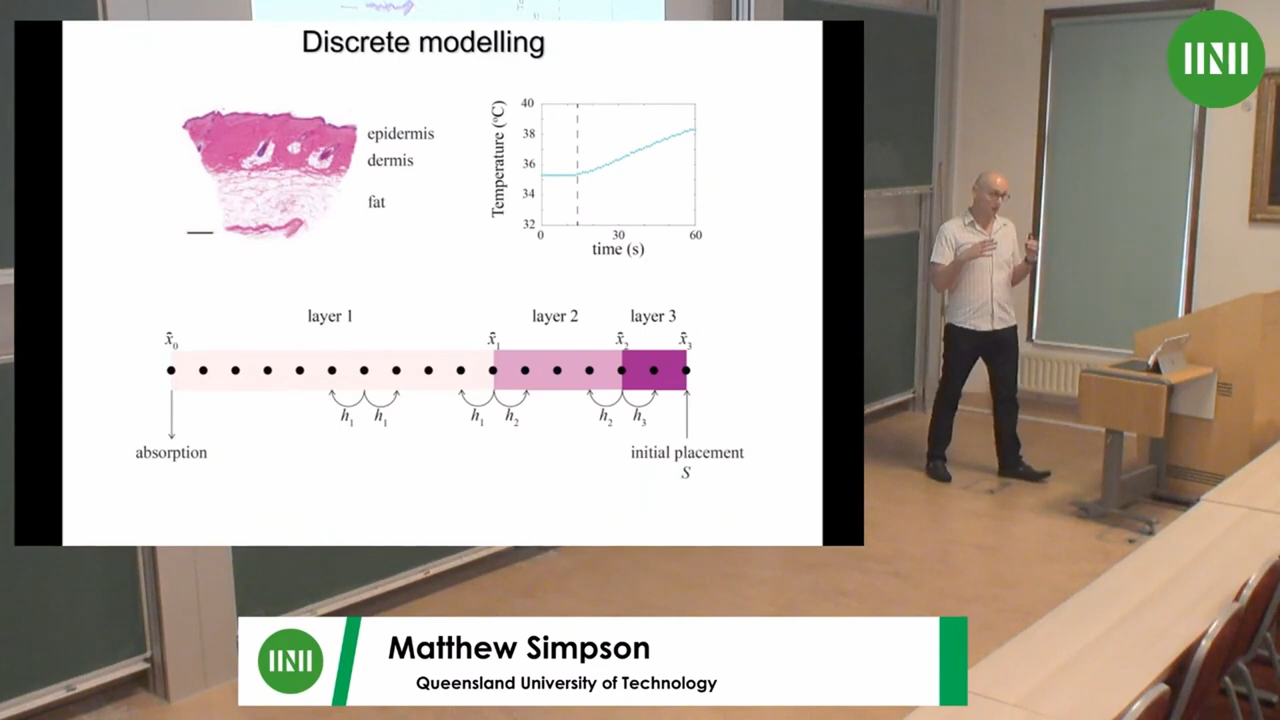 Discrete modelling
epidermis
dermis
fat
Temperature (°C)
40
38
36
34
32
0
30
60
time (s)
layer 1
layer 2
layer 3
x̂₀
x̂₁
x̂₂
x̂₃
h₁
h₁
h₁
h₂
h₂
h₃
absorption
initial placement
S
Matthew Simpson
Queensland University of Technology